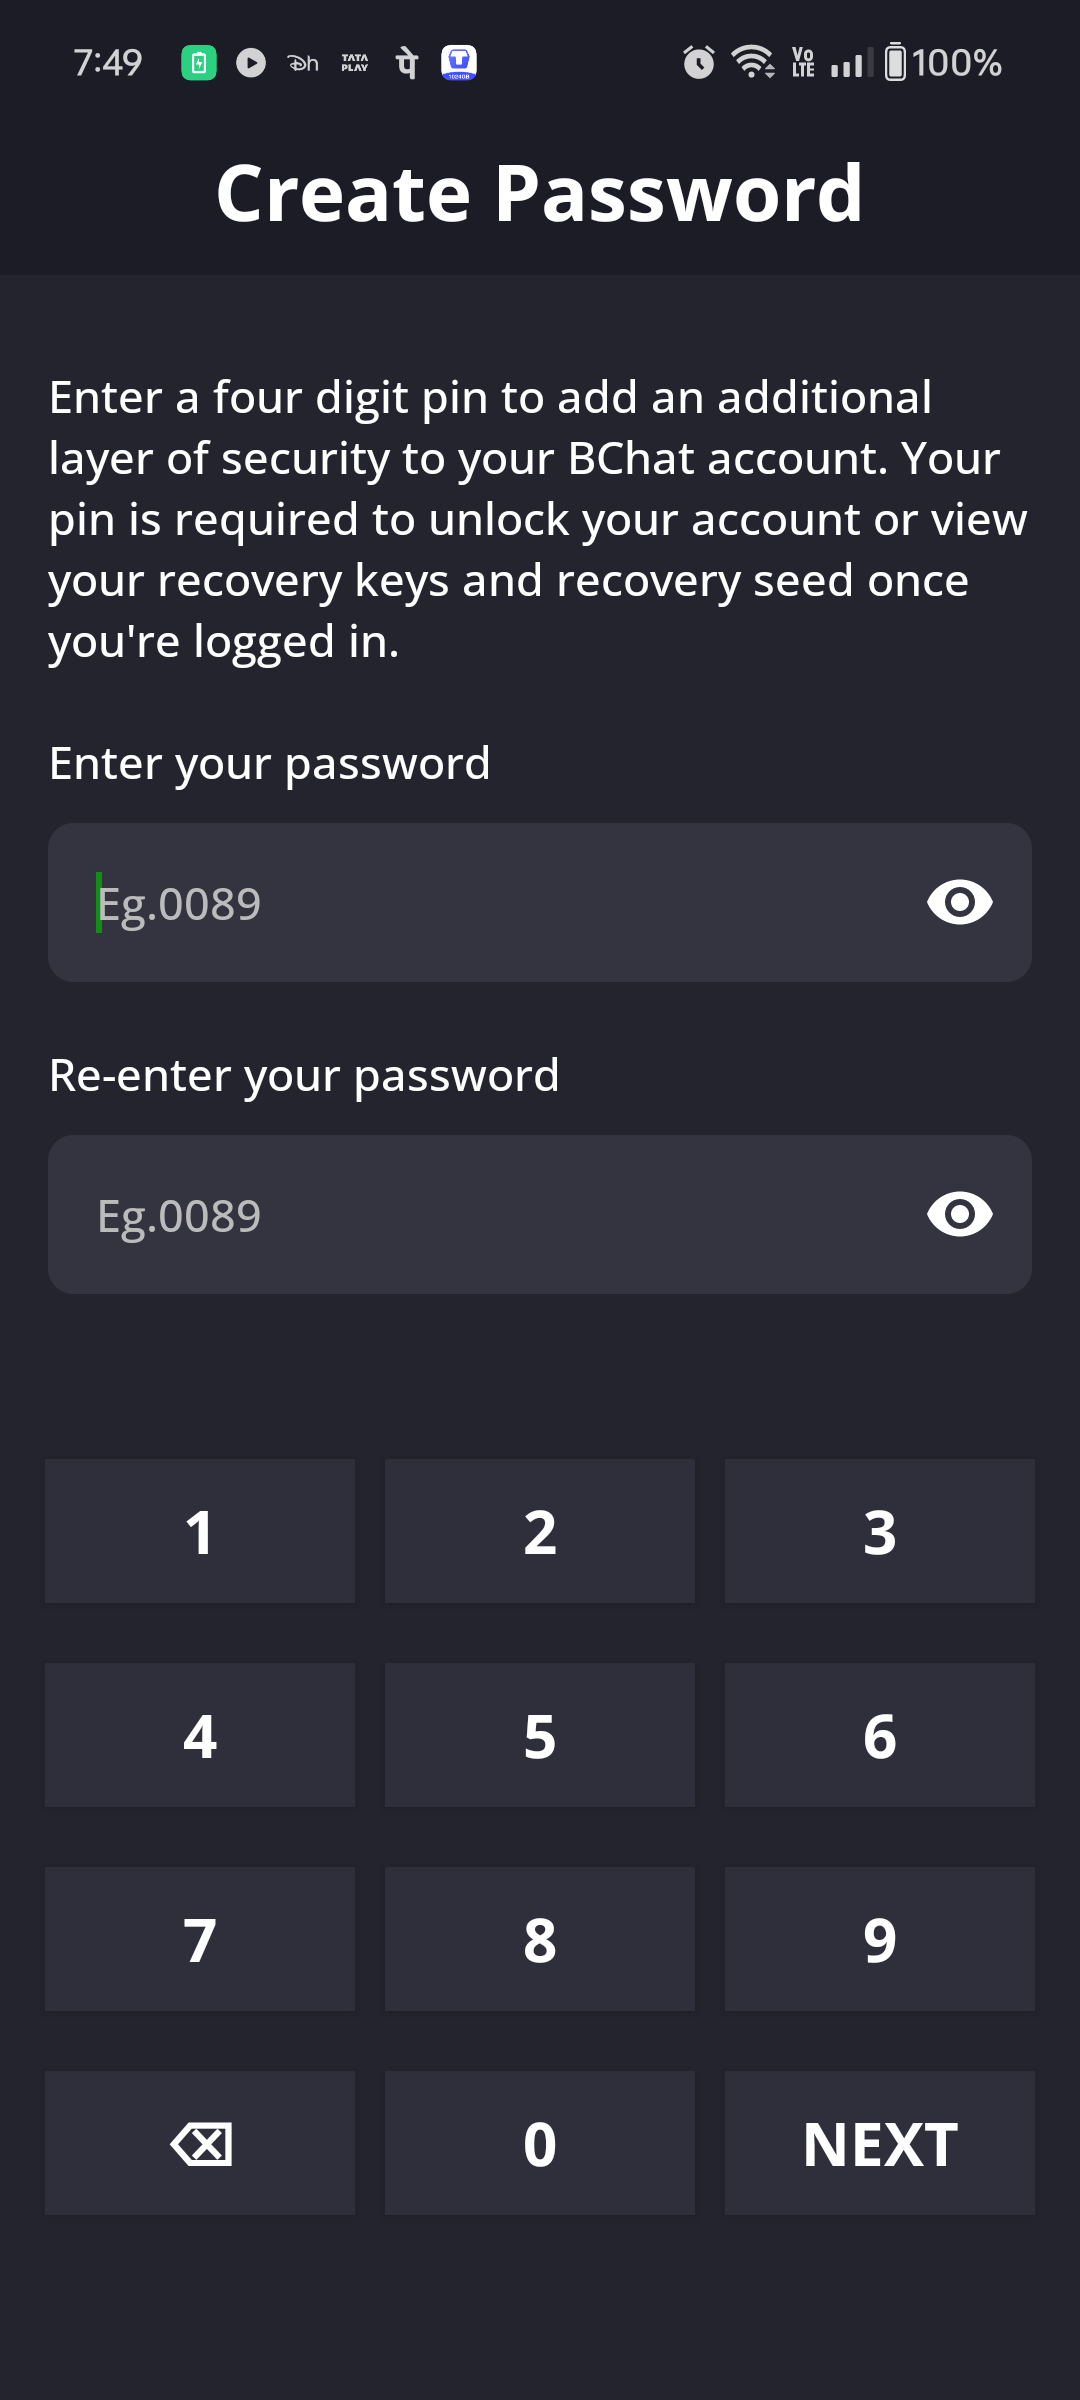 7:49 TATA PLAY पे Vo LTE 100%
Create Password
Enter a four digit pin to add an additional
layer of security to your BChat account. Your
pin is required to unlock your account or view
your recovery keys and recovery seed once
you're logged in.
Enter your password
Eg.0089
Re-enter your password
Eg.0089
1 2 3
4 5 6
7 8 9
0 NEXT